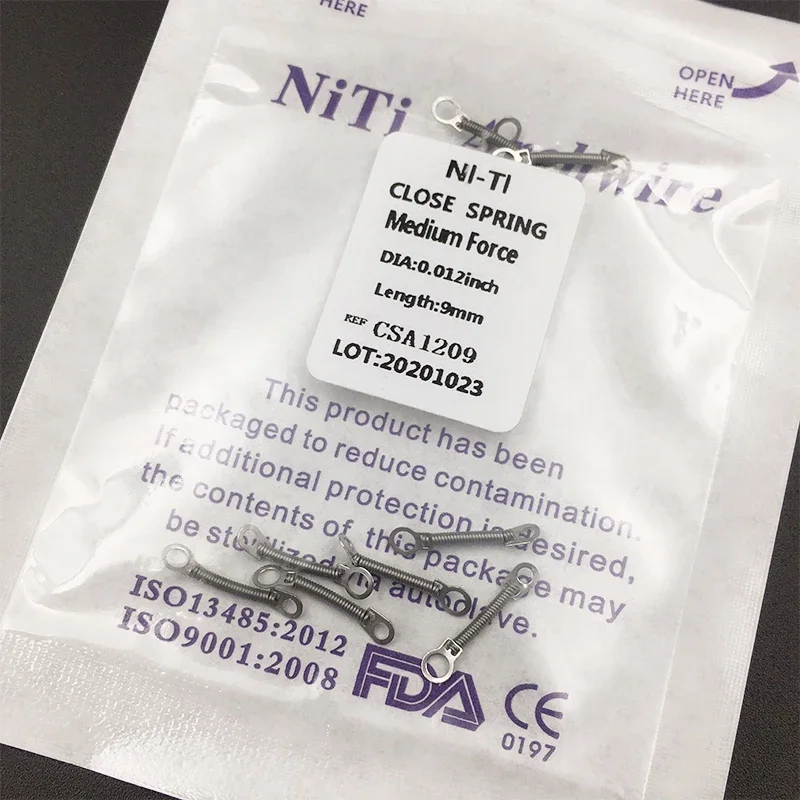 HERE
OPEN
HERE
NiTi Archwire
NI-TI
CLOSE SPRING
Medium Force
DIA:0.012inch
Length:9mm
REF CSA1209
LOT:20201023
This product has been
packaged to reduce contamination.
If additional protection is desired,
the contents of this package may
be sterilized in autoclave.
ISO13485:2012
ISO9001:2008
FDA
CE
0197